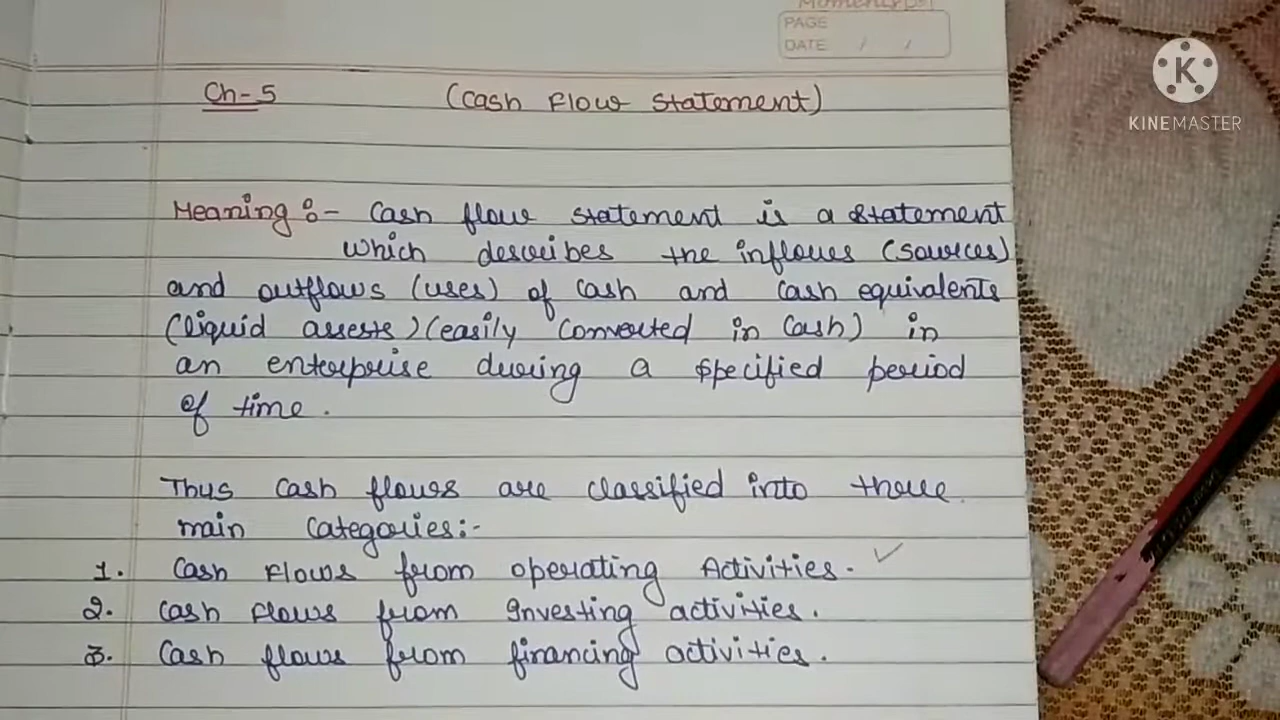 PAGE
DATE / /
Ch-5 (Cash Flow Statement)
Meaning :- Cash flow statement is a statement
which describes the inflows (sources)
and outflows (uses) of cash and cash equivalents
(liquid assests) (easily converted in cash) in
an enterprise during a specified period
of time.
Thus cash flows are classified into three
main categories:-
1. Cash Flows from operating Activities.
2. Cash Flows from Investing activities.
3. Cash flows from financing activities.
K
KINEMASTER